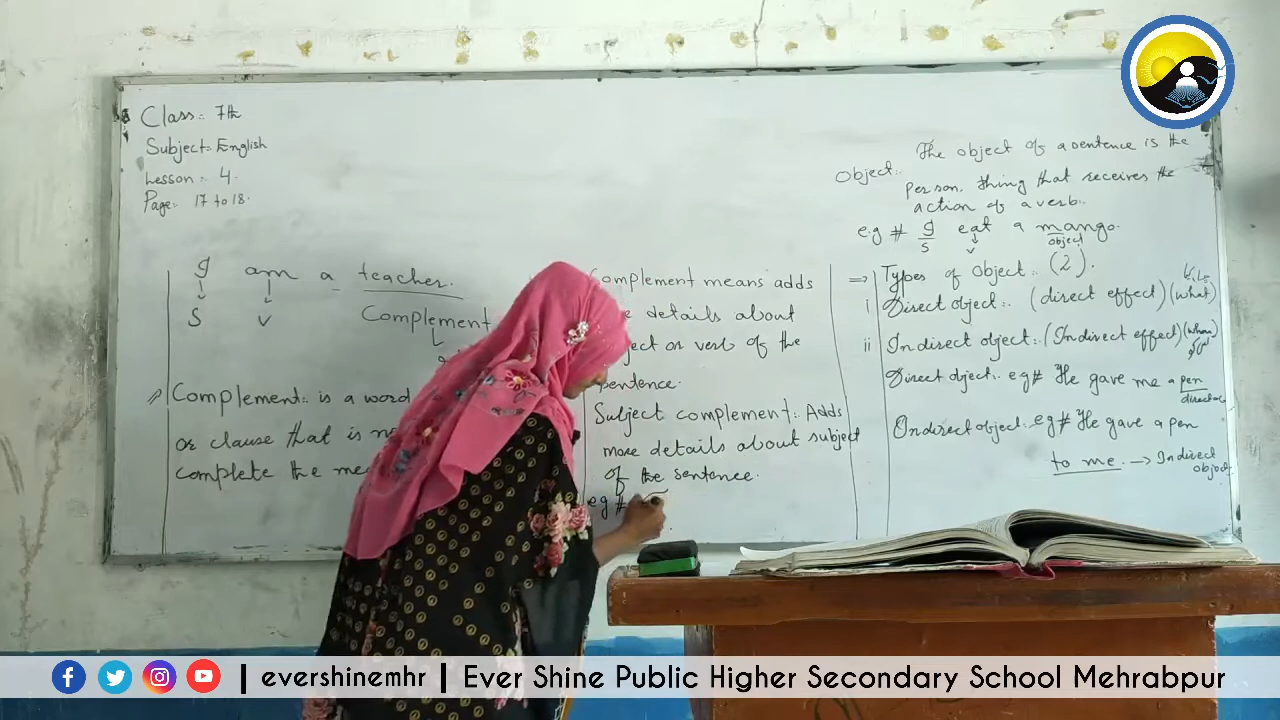 Class:. 7th
Subject:. English
Lesson:. 4.
Page:. 17 to 18.
I am a teacher.
S V Complement
Complement:. is a word
or clause that is
complete the
Complement means adds
details about
or verb of the
sentence.
Subject complement:. Adds
more details about subject
of the sentence.
eg #
Object:. The object of a sentence is the
person, thing that receives the
action of a verb.
e.g # I eat a mango.
S V object
⇒ Types of Object:. (2).
i Direct object:. (direct effect) (what)
ii Indirect object:. (Indirect effect) (whom)
Direct object:. eg # He gave me a pen
direct
Indirect object:. eg # He gave a pen
to me. → Indirect
object
| evershinemhr | Ever Shine Public Higher Secondary School Mehrabpur